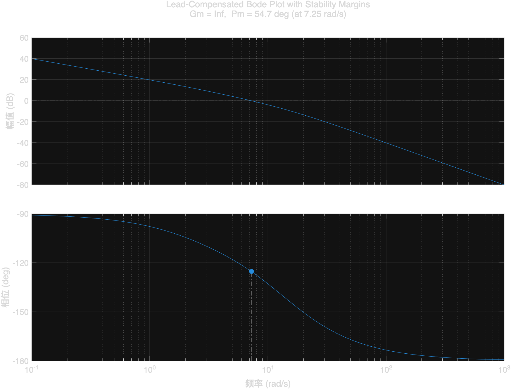 Lead-Compensated Bode Plot with Stability Margins
Gm = Inf, Pm = 54.7 deg (at 7.25 rad/s)
60
40
20
0
-20
-40
-60
-80
幅值 (dB)
-90
-120
-150
-180
相位 (deg)
10⁻¹ 10⁰ 10¹ 10² 10³
频率 (rad/s)